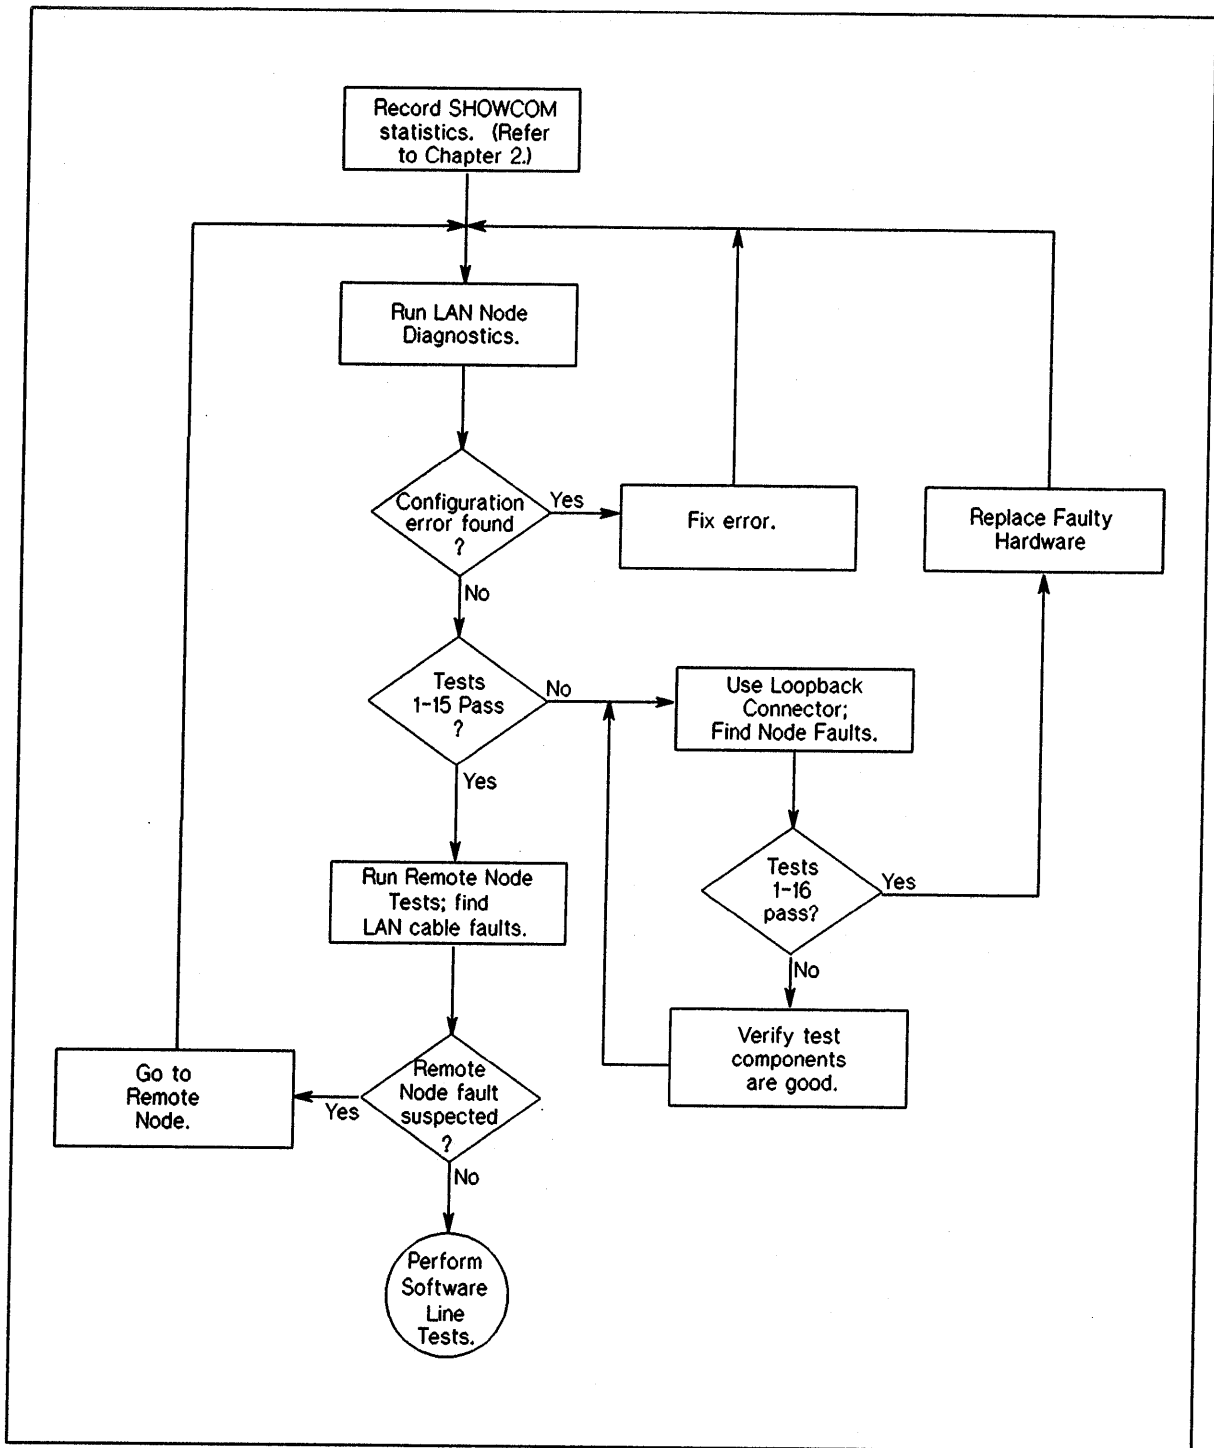 Record SHOWCOM
statistics. (Refer
to Chapter 2.)
Run LAN Node
Diagnostics.
Configuration
error found
?
Yes
Fix error.
Replace Faulty
Hardware
No
Tests
1-15 Pass
?
No
Use Loopback
Connector;
Find Node Faults.
Yes
Tests
1-16
pass?
Yes
Run Remote Node
Tests; find
LAN cable faults.
No
Verify test
components
are good.
Remote
Node fault
suspected
?
Yes
Go to
Remote
Node.
No
Perform
Software
Line
Tests.